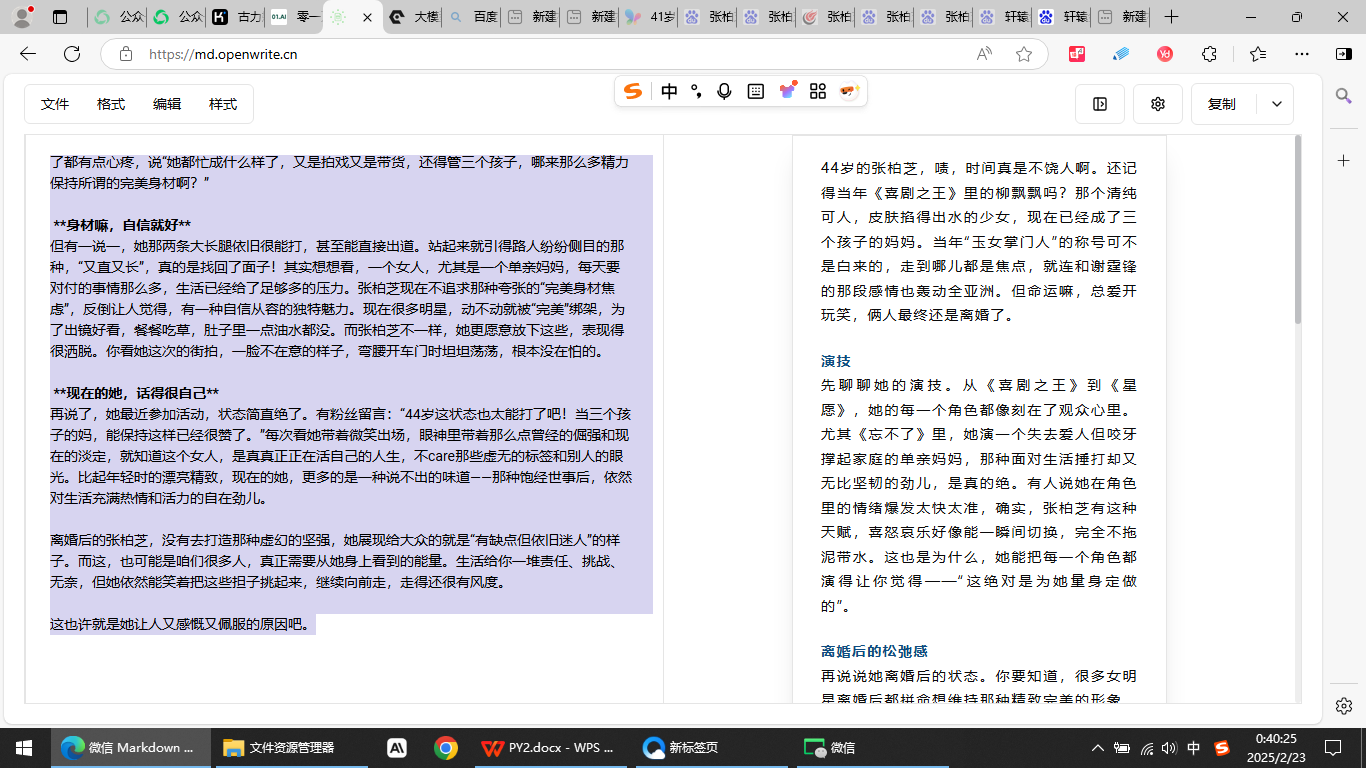 公众
公众
古力
01.AI 零一
大模
百度
新建
新建
41岁
张柏
张柏
张柏
张柏
张柏
轩辕
轩辕
新建
https://md.openwrite.cn
中
文件 格式 编辑 样式
复制
了都有点心疼，说“她都忙成什么样了，又是拍戏又是带货，还得管三个孩子，哪来那么多精力
保持所谓的完美身材啊？”
**身材嘛，自信就好**
但有一说一，她那两条大长腿依旧很能打，甚至能直接出道。站起来就引得路人纷纷侧目的那
种，“又直又长”，真的是找回了面子！其实想想看，一个女人，尤其是一个单亲妈妈，每天要
对付的事情那么多，生活已经给了足够多的压力。张柏芝现在不追求那种夸张的“完美身材焦
虑”，反倒让人觉得，有一种自信从容的独特魅力。现在很多明星，动不动就被“完美”绑架，为
了出镜好看，餐餐吃草，肚子里一点油水都没。而张柏芝不一样，她更愿意放下这些，表现得
很洒脱。你看她这次的街拍，一脸不在意的样子，弯腰开车门时坦坦荡荡，根本没在怕的。
**现在的她，活得很自己**
再说了，她最近参加活动，状态简直绝了。有粉丝留言：“44岁这状态也太能打了吧！当三个孩
子的妈，能保持这样已经很赞了。”每次看她带着微笑出场，眼神里带着那么点曾经的倔强和现
在的淡定，就知道这个女人，是真真正正在活自己的人生，不care那些虚无的标签和别人的眼
光。比起年轻时的漂亮精致，现在的她，更多的是一种说不出的味道——那种饱经世事后，依然
对生活充满热情和活力的自在劲儿。
离婚后的张柏芝，没有去打造那种虚幻的坚强，她展现给大众的就是“有缺点但依旧迷人”的样
子。而这，也可能是咱们很多人，真正需要从她身上看到的能量。生活给你一堆责任、挑战、
无奈，但她依然能笑着把这些担子挑起来，继续向前走，走得还很有风度。
这也许就是她让人又感慨又佩服的原因吧。
44岁的张柏芝，啧，时间真是不饶人啊。还记
得当年《喜剧之王》里的柳飘飘吗？那个清纯
可人，皮肤掐得出水的少女，现在已经成了三
个孩子的妈妈。当年“玉女掌门人”的称号可不
是白来的，走到哪儿都是焦点，就连和谢霆锋
的那段感情也轰动全亚洲。但命运嘛，总爱开
玩笑，俩人最终还是离婚了。
演技
先聊聊她的演技。从《喜剧之王》到《星
愿》，她的每一个角色都像刻在了观众心里。
尤其《忘不了》里，她演一个失去爱人但咬牙
撑起家庭的单亲妈妈，那种面对生活捶打却又
无比坚韧的劲儿，是真的绝。有人说她在角色
里的情绪爆发太快太准，确实，张柏芝有这种
天赋，喜怒哀乐好像能一瞬间切换，完全不拖
泥带水。这也是为什么，她能把每一个角色都
演得让你觉得——“这绝对是为她量身定做
的”。
离婚后的松弛感
再说说她离婚后的状态。你要知道，很多女明
星离婚后都拼命想维持那种精致完美的形象，
微信 Markdown ...
文件资源管理器
PY2.docx - WPS ...
新标签页
微信
中
0:40:25
2025/2/23